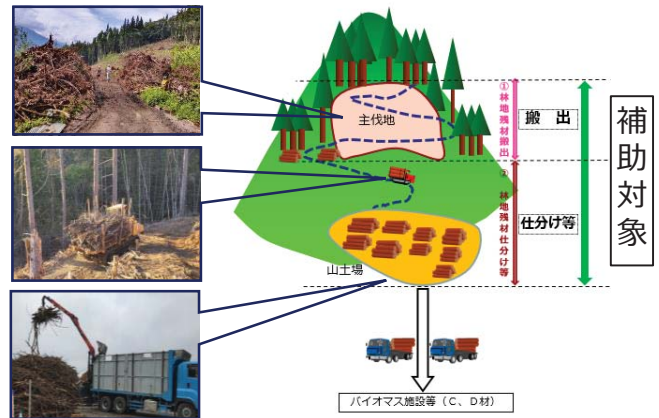 主伐地
①林地残材搬出
搬出
補助対象
②林地残材仕分け等
仕分け等
山土場
バイオマス施設等（C、D材）